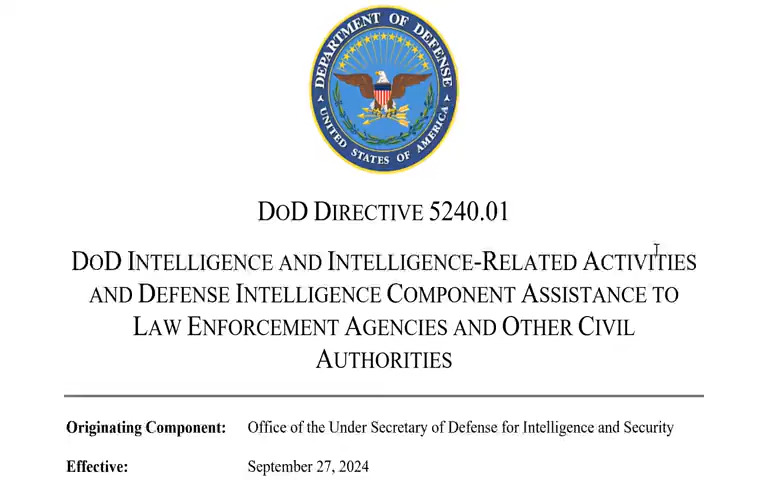 DEPARTMENT OF DEFENSE
UNITED STATES OF AMERICA
DOD DIRECTIVE 5240.01
DOD INTELLIGENCE AND INTELLIGENCE-RELATED ACTIVITIES
AND DEFENSE INTELLIGENCE COMPONENT ASSISTANCE TO
LAW ENFORCEMENT AGENCIES AND OTHER CIVIL
AUTHORITIES
Originating Component: Office of the Under Secretary of Defense for Intelligence and Security
Effective: September 27, 2024